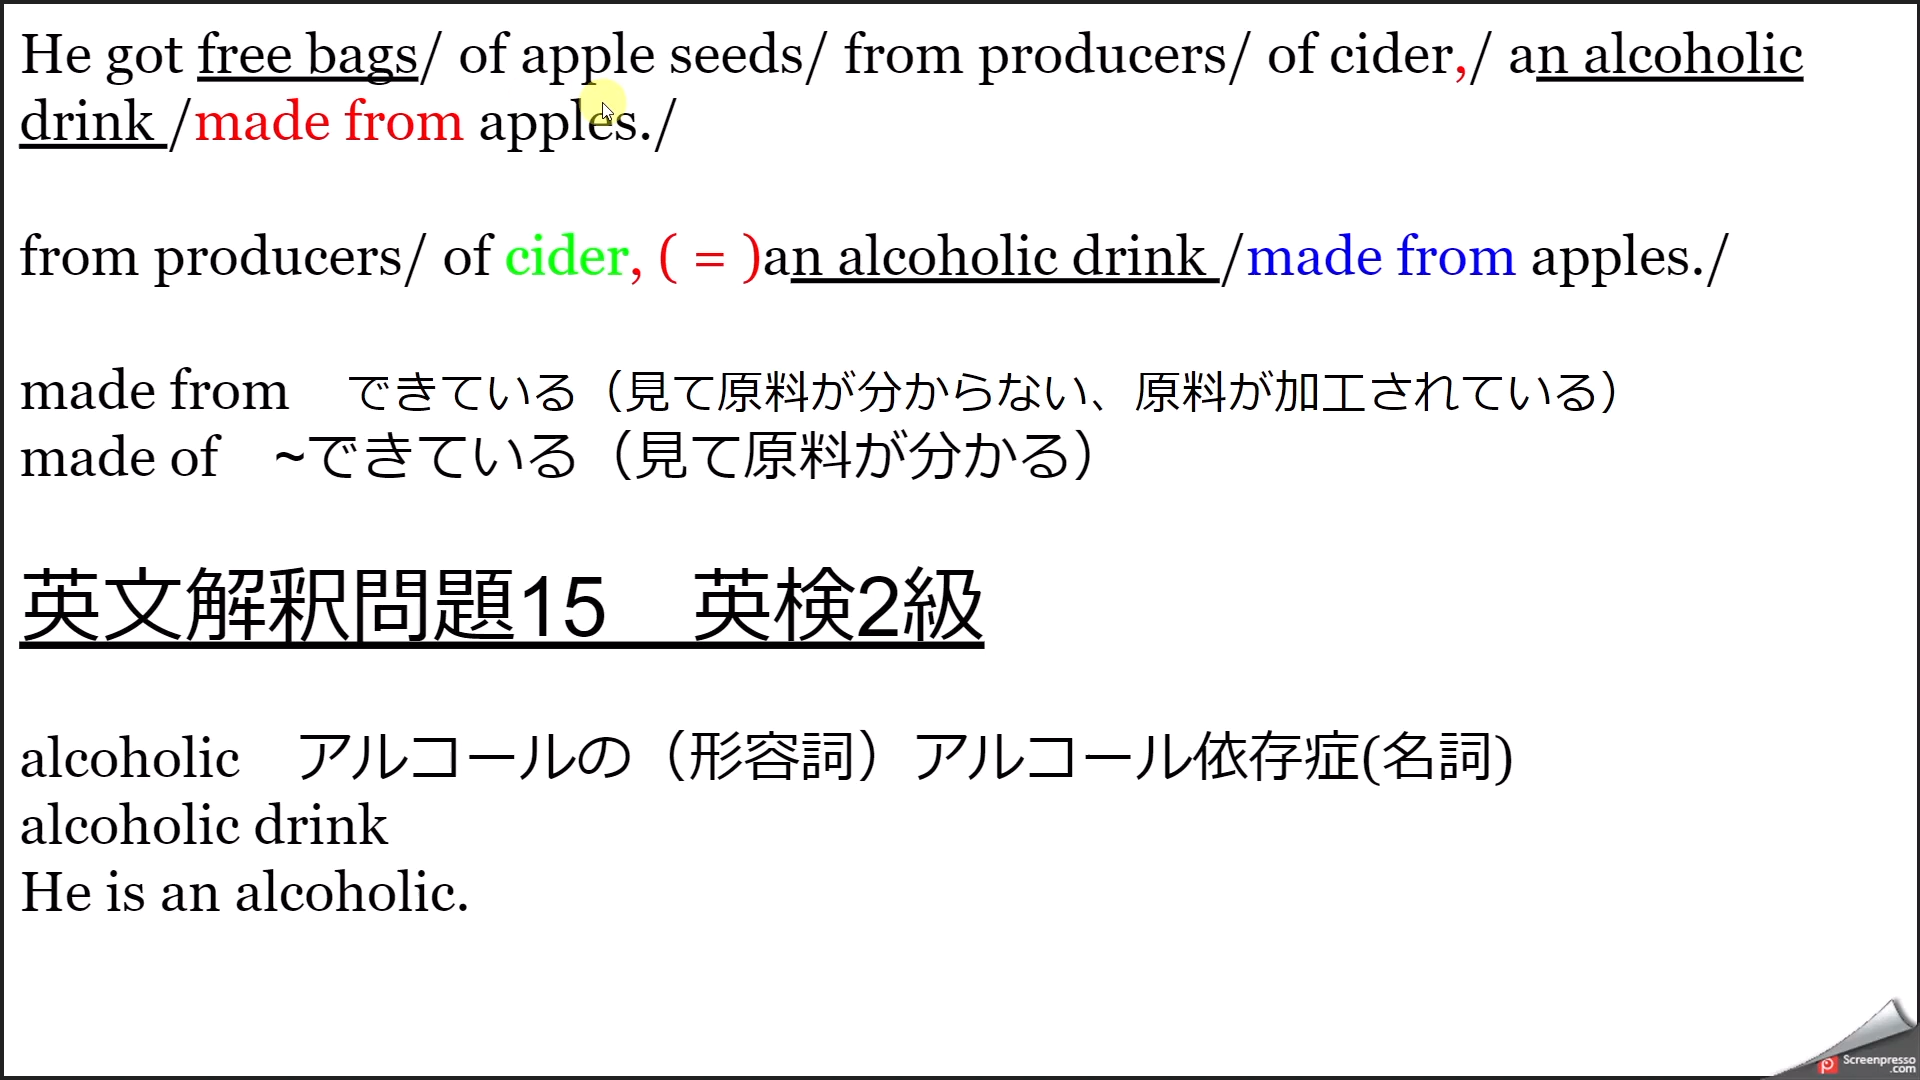 He got free bags/ of apple seeds/ from producers/ of cider,/ an alcoholic
drink /made from apples./
from producers/ of cider, ( = )an alcoholic drink /made from apples./
made from　できている（見て原料が分からない、原料が加工されている）
made of　~できている（見て原料が分かる）
英文解釈問題15　英検2級
alcoholic　アルコールの（形容詞）アルコール依存症(名詞)
alcoholic drink
He is an alcoholic.
Screenpresso
.com